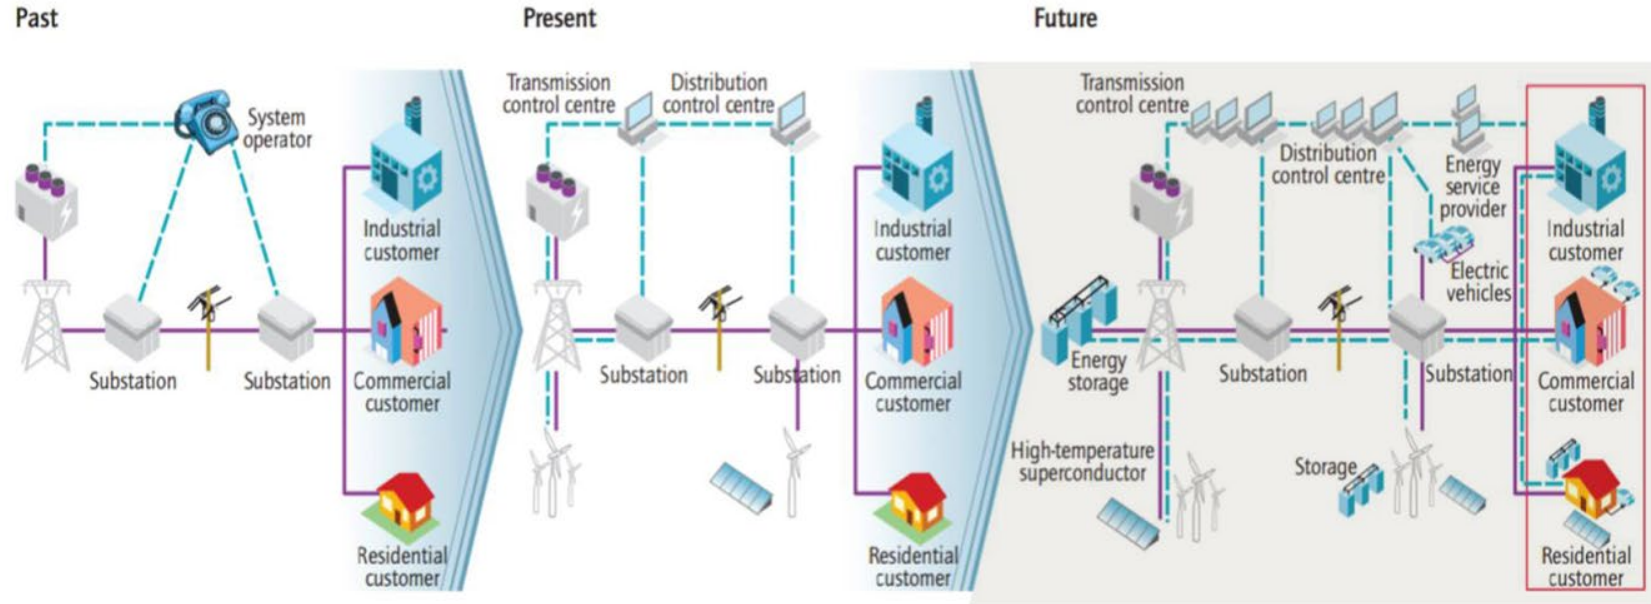 Past
System
operator
Industrial
customer
Substation
Substation
Commercial
customer
Residential
customer
Present
Transmission
control centre
Distribution
control centre
Industrial
customer
Substation
Substation
Commercial
customer
Residential
customer
Future
Transmission
control centre
Distribution
control centre
Energy
service
provider
Industrial
customer
Electric
vehicles
Energy
storage
Substation
Substation
Commercial
customer
High-temperature
superconductor
Storage
Residential
customer